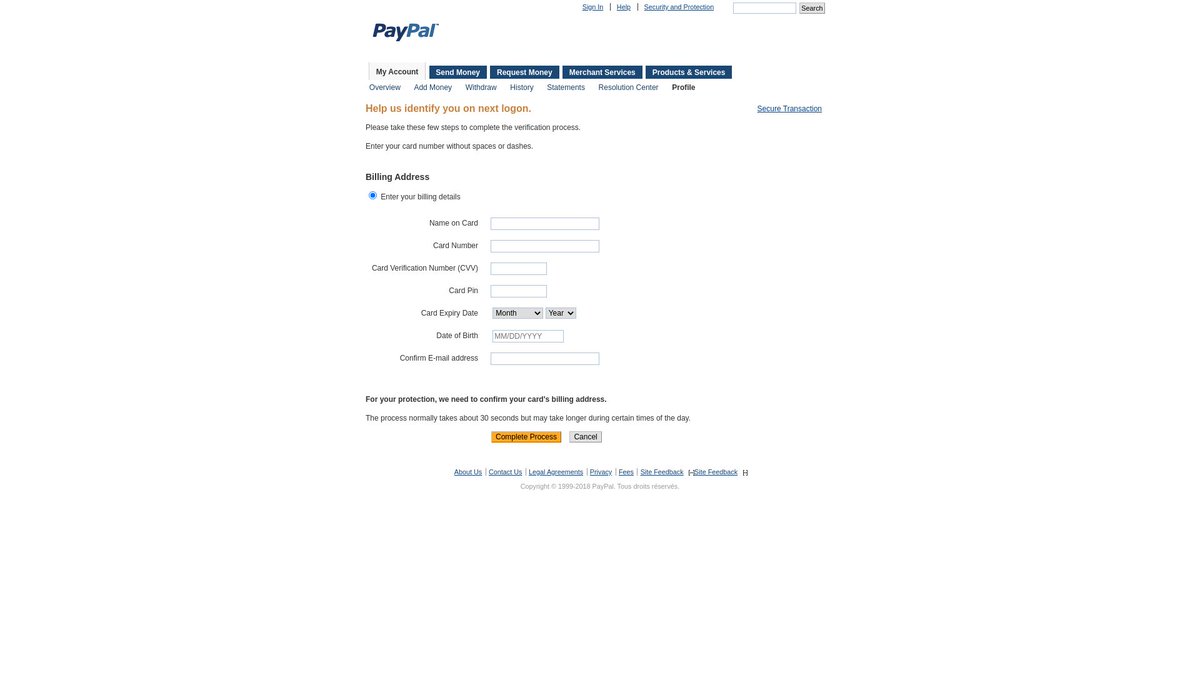 Sign In | Help | Security and Protection Search
PayPal™
My Account Send Money Request Money Merchant Services Products & Services
Overview Add Money Withdraw History Statements Resolution Center Profile
Help us identify you on next logon. Secure Transaction
Please take these few steps to complete the verification process.
Enter your card number without spaces or dashes.
Billing Address
Enter your billing details
Name on Card
Card Number
Card Verification Number (CVV)
Card Pin
Card Expiry Date Month Year
Date of Birth MM/DD/YYYY
Confirm E-mail address
For your protection, we need to confirm your card's billing address.
The process normally takes about 30 seconds but may take longer during certain times of the day.
Complete Process Cancel
About Us | Contact Us | Legal Agreements | Privacy | Fees | Site Feedback [–]Site Feedback [-]
Copyright © 1999-2018 PayPal. Tous droits réservés.